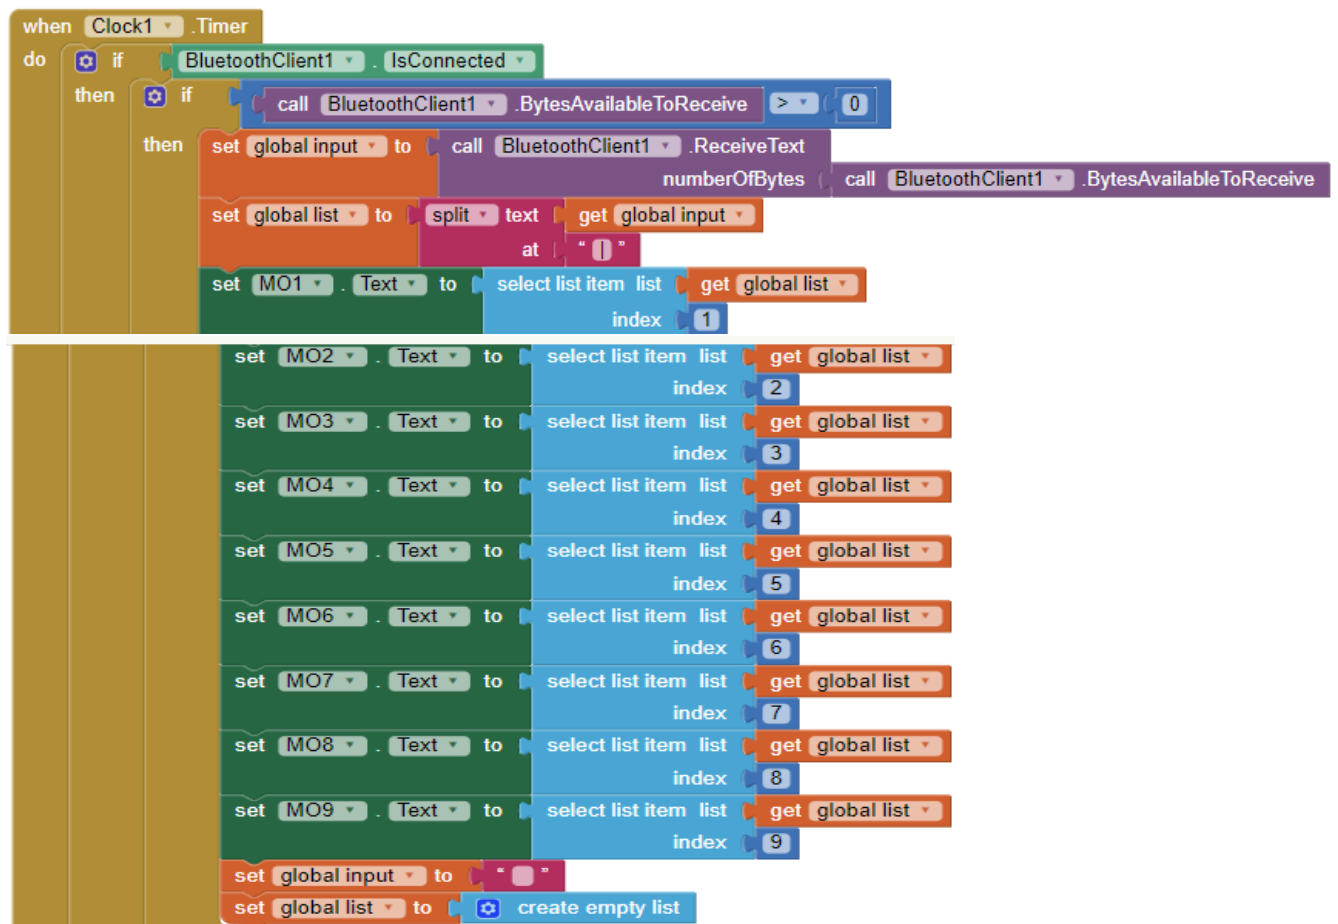 when Clock1 .Timer
do if BluetoothClient1 . IsConnected
then if call BluetoothClient1 .BytesAvailableToReceive > 0
then set global input to call BluetoothClient1 .ReceiveText
numberOfBytes call BluetoothClient1 .BytesAvailableToReceive
set global list to split text get global input
at “ | ”
set MO1 . Text to select list item list get global list
index 1
set MO2 . Text to select list item list get global list
index 2
set MO3 . Text to select list item list get global list
index 3
set MO4 . Text to select list item list get global list
index 4
set MO5 . Text to select list item list get global list
index 5
set MO6 . Text to select list item list get global list
index 6
set MO7 . Text to select list item list get global list
index 7
set MO8 . Text to select list item list get global list
index 8
set MO9 . Text to select list item list get global list
index 9
set global input to “ ”
set global list to create empty list